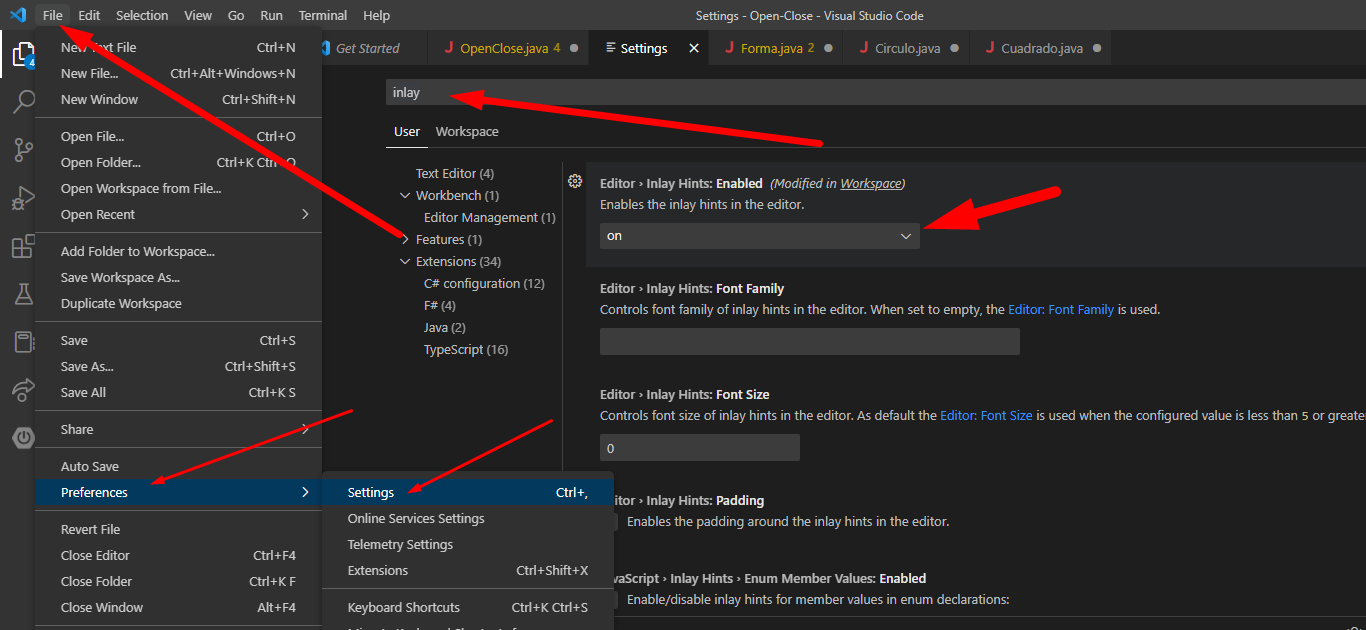 File Edit Selection View Go Run Terminal Help
Settings - Open-Close - Visual Studio Code
Get Started
J OpenClose.java 4
Settings
J Forma.java 2
J Circulo.java
J Cuadrado.java
4
New Text File Ctrl+N
New File... Ctrl+Alt+Windows+N
New Window Ctrl+Shift+N
Open File... Ctrl+O
Open Folder... Ctrl+K Ctrl+O
Open Workspace from File...
Open Recent
Add Folder to Workspace...
Save Workspace As...
Duplicate Workspace
Save Ctrl+S
Save As... Ctrl+Shift+S
Save All Ctrl+K S
Share
Auto Save
Preferences
Revert File
Close Editor Ctrl+F4
Close Folder Ctrl+K F
Close Window Alt+F4
Settings Ctrl+,
Online Services Settings
Telemetry Settings
Extensions Ctrl+Shift+X
Keyboard Shortcuts Ctrl+K Ctrl+S
inlay
User Workspace
Text Editor (4)
Workbench (1)
Editor Management (1)
Features (1)
Extensions (34)
C# configuration (12)
F# (4)
Java (2)
TypeScript (16)
Editor › Inlay Hints: Enabled (Modified in Workspace)
Enables the inlay hints in the editor.
on
Editor › Inlay Hints: Font Family
Controls font family of inlay hints in the editor. When set to empty, the Editor: Font Family is used.
Editor › Inlay Hints: Font Size
Controls font size of inlay hints in the editor. As default the Editor: Font Size is used when the configured value is less than 5 or greate
0
itor › Inlay Hints: Padding
Enables the padding around the inlay hints in the editor.
vaScript › Inlay Hints › Enum Member Values: Enabled
Enable/disable inlay hints for member values in enum declarations: